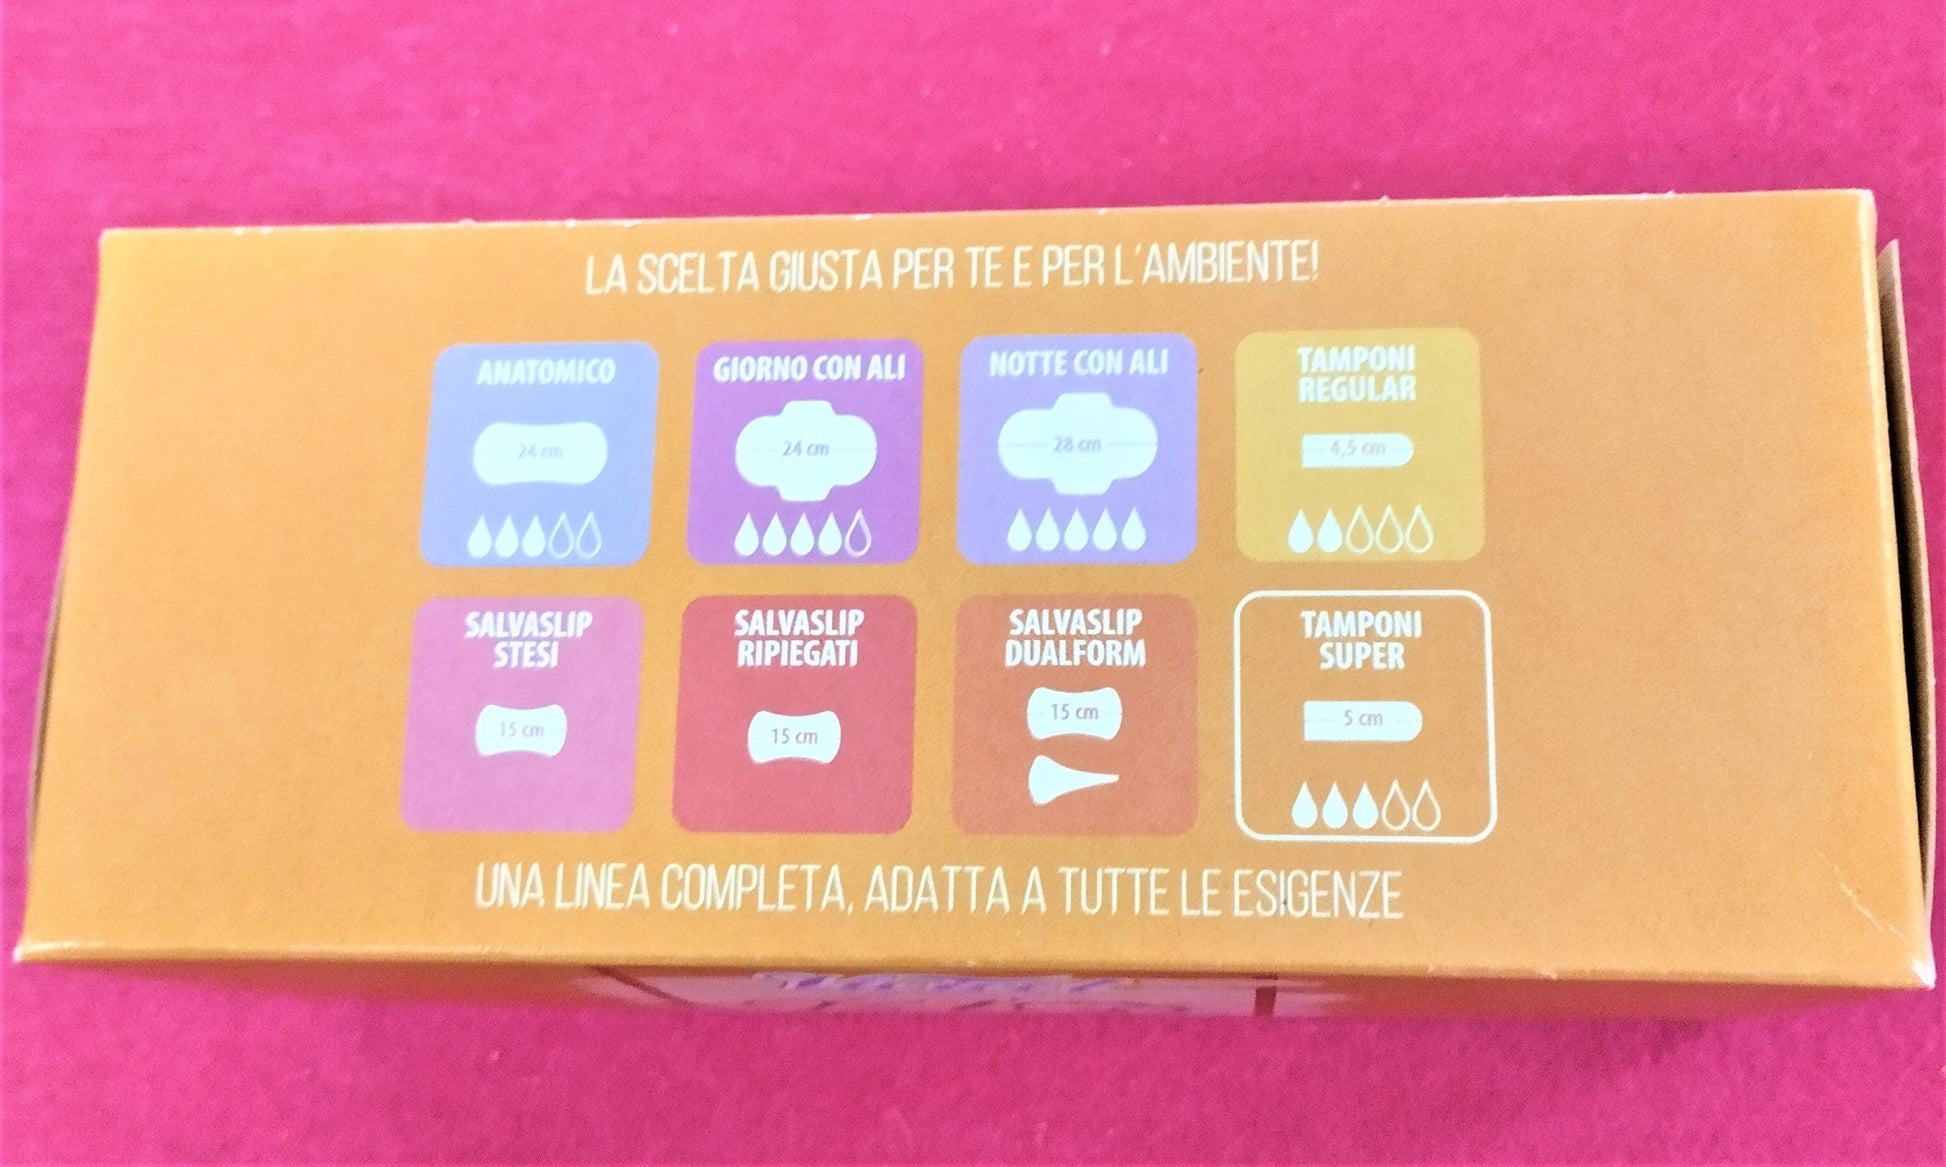 LA SCELTA GIUSTA PER TE E PER L'AMBIENTE!
ANATOMICO
24 cm
GIORNO CON ALI
24 cm
NOTTE CON ALI
28 cm
TAMPONI
REGULAR
4,5 cm
SALVASLIP
STESI
15 cm
SALVASLIP
RIPIEGATI
15 cm
SALVASLIP
DUALFORM
15 cm
TAMPONI
SUPER
5 cm
UNA LINEA COMPLETA, ADATTA A TUTTE LE ESIGENZE